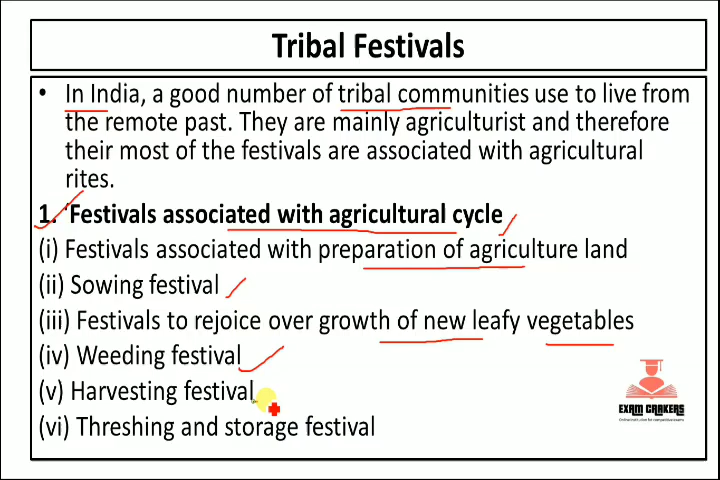 Tribal Festivals
• In India, a good number of tribal communities use to live from
the remote past. They are mainly agriculturist and therefore
their most of the festivals are associated with agricultural
rites.
1. Festivals associated with agricultural cycle
(i) Festivals associated with preparation of agriculture land
(ii) Sowing festival
(iii) Festivals to rejoice over growth of new leafy vegetables
(iv) Weeding festival
(v) Harvesting festival
(vi) Threshing and storage festival
EXAM CRAKERS